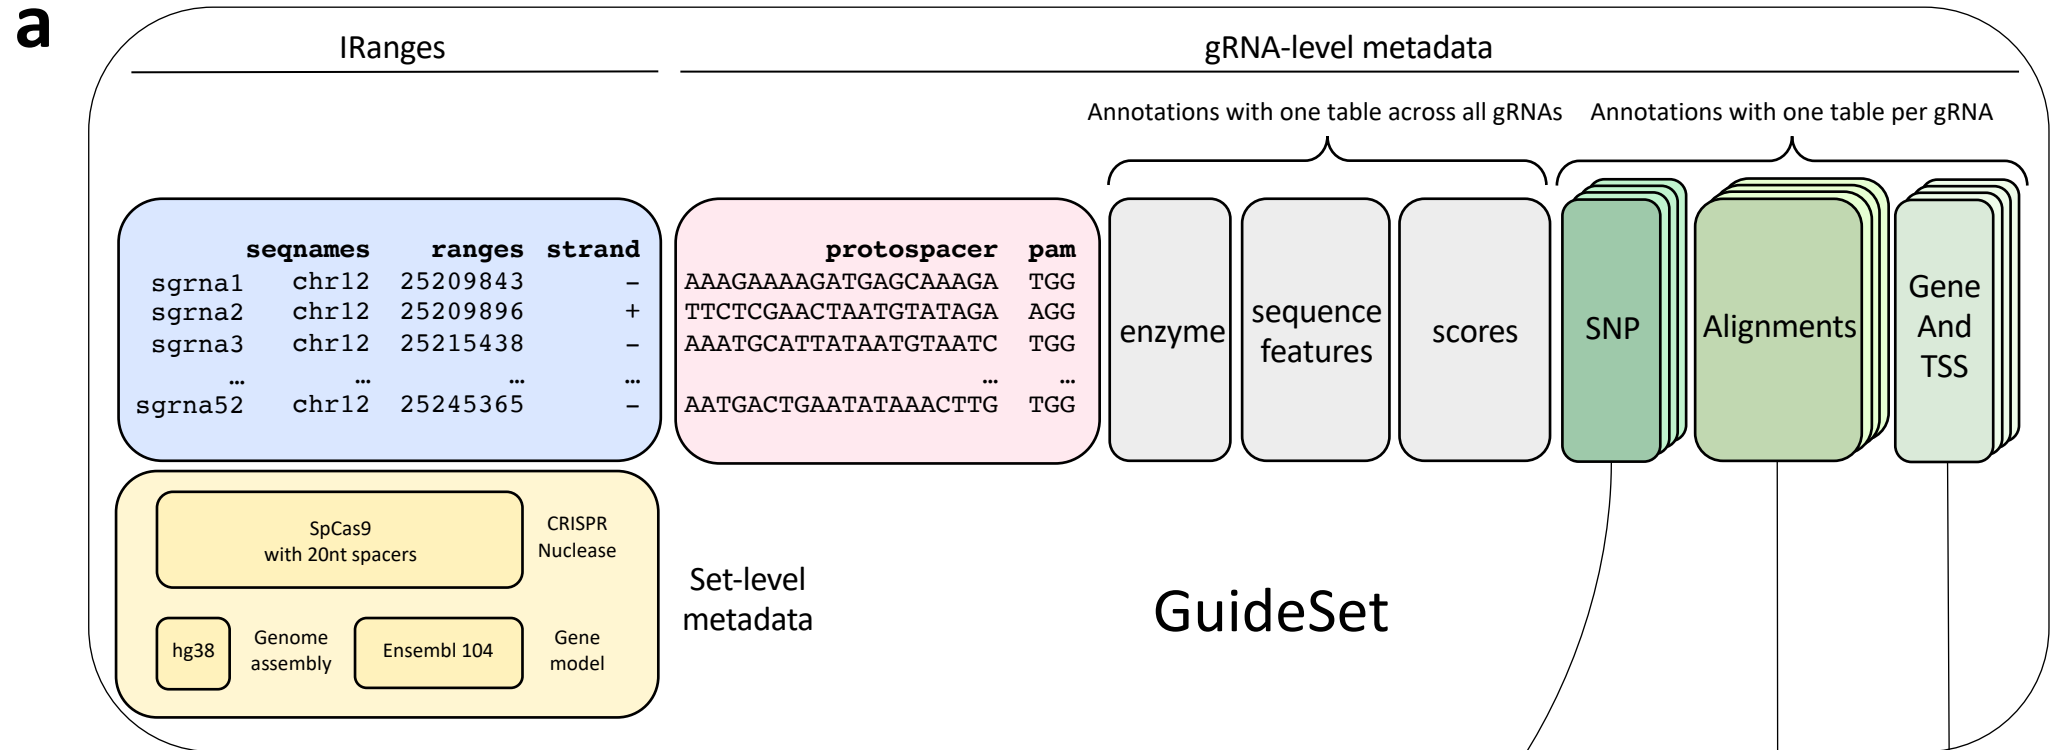 a
IRanges
gRNA-level metadata
Annotations with one table across all gRNAs
Annotations with one table per gRNA
seqnames ranges strand
sgrna1 chr12 25209843 -
sgrna2 chr12 25209896 +
sgrna3 chr12 25215438 -
… … … …
sgrna52 chr12 25245365 -
protospacer pam
AAAGAAAAGATGAGCAAAGA TGG
TTCTCGAACTAATGTATAGA AGG
AAATGCATTATAATGTAATC TGG
… …
AATGACTGAATATAAACTTG TGG
enzyme
sequence
features
scores
SNP
Alignments
Gene
And
TSS
SpCas9
with 20nt spacers
CRISPR
Nuclease
hg38
Genome
assembly
Ensembl 104
Gene
model
Set-level
metadata
GuideSet